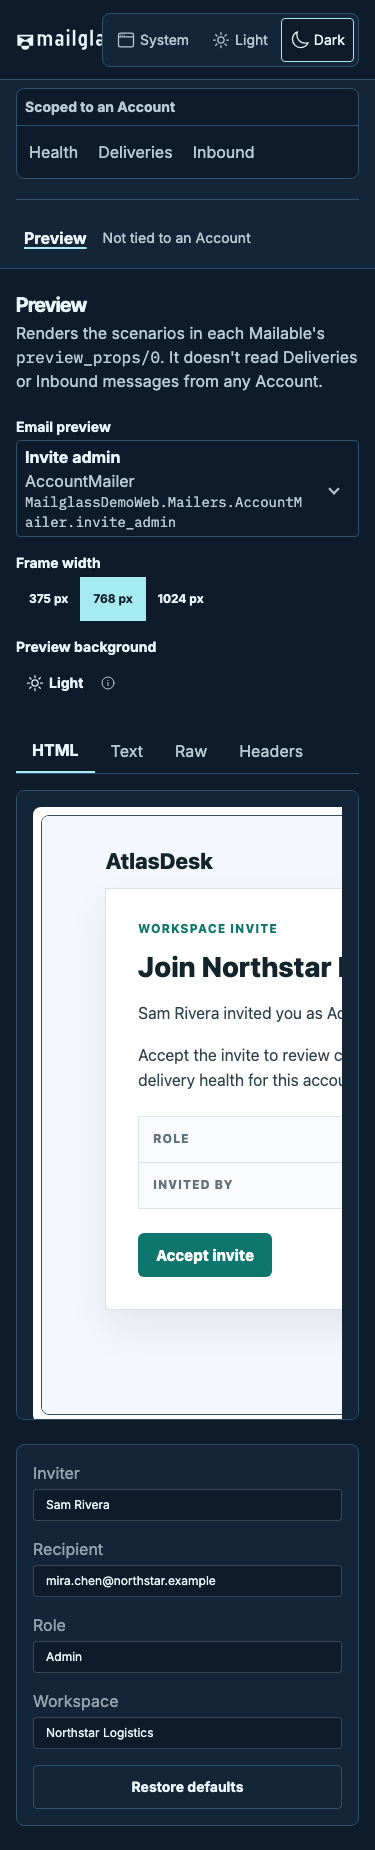 mailgla
System
Light
Dark
Scoped to an Account
Health
Deliveries
Inbound
Preview
Not tied to an Account
Preview
Renders the scenarios in each Mailable's
preview_props/0. It doesn't read Deliveries
or Inbound messages from any Account.
Email preview
Invite admin
AccountMailer
MailglassDemoWeb.Mailers.AccountM
ailer.invite_admin
Frame width
375 px
768 px
1024 px
Preview background
Light
HTML
Text
Raw
Headers
AtlasDesk
WORKSPACE INVITE
Join Northstar
Sam Rivera invited you as Ad
Accept the invite to review c
delivery health for this accou
ROLE
INVITED BY
Accept invite
Inviter
Sam Rivera
Recipient
mira.chen@northstar.example
Role
Admin
Workspace
Northstar Logistics
Restore defaults